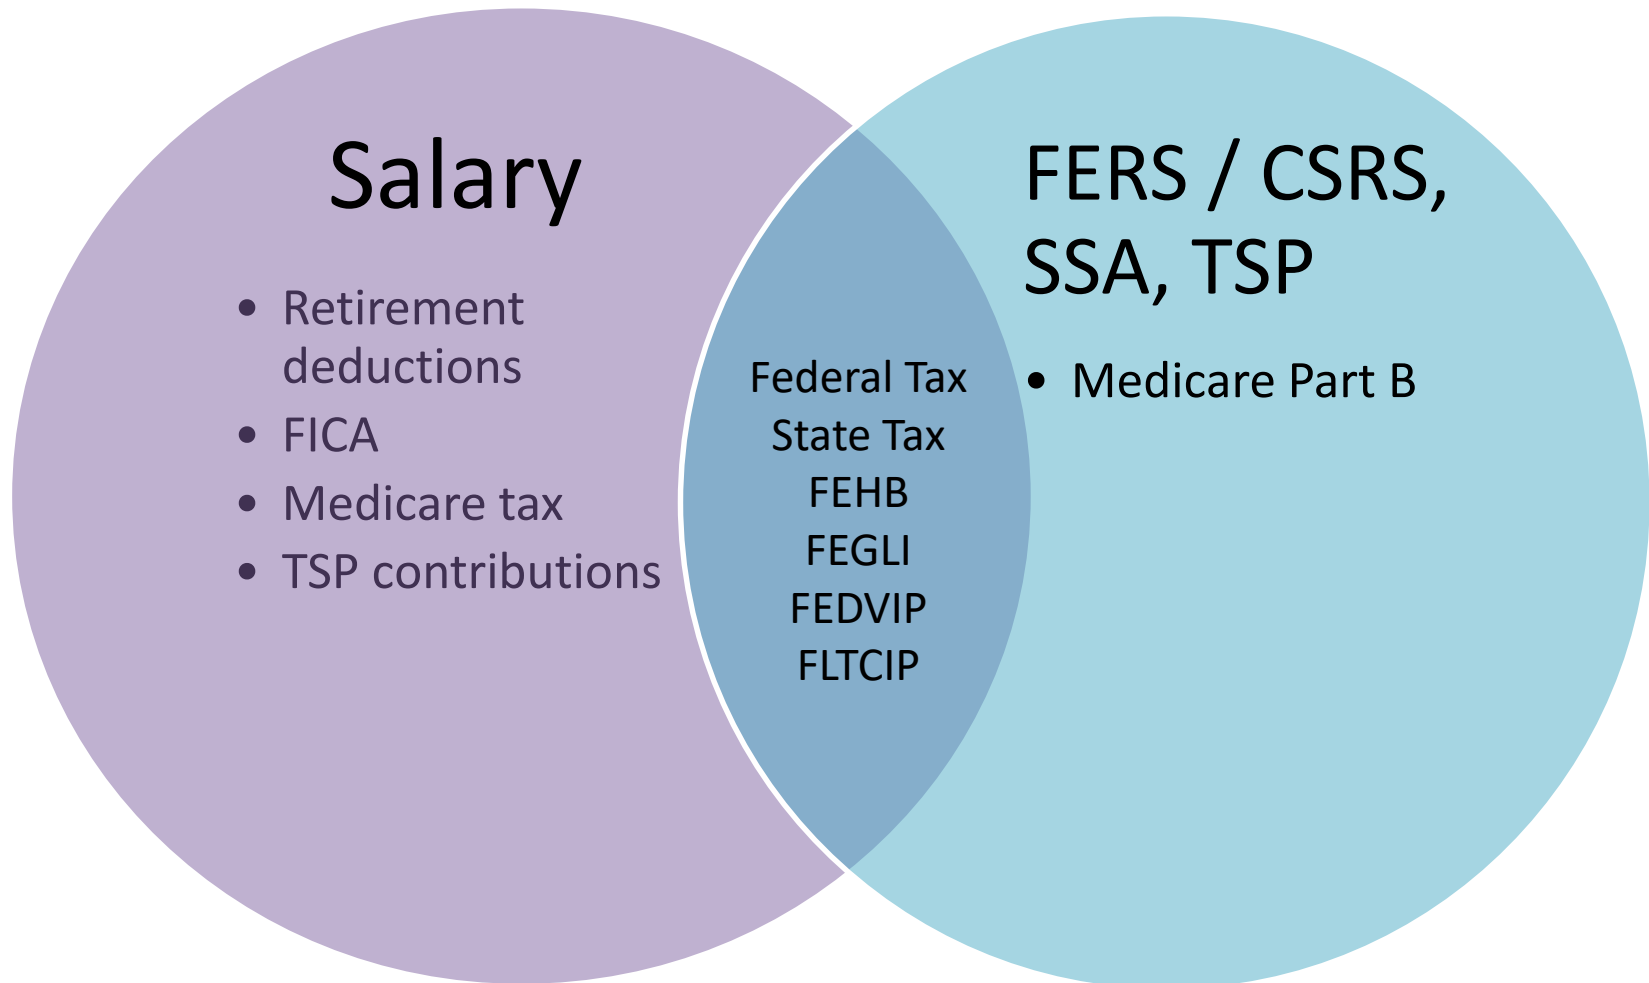 Salary
• Retirement
deductions
• FICA
• Medicare tax
• TSP contributions
Federal Tax
State Tax
FEHB
FEGLI
FEDVIP
FLTCIP
FERS / CSRS,
SSA, TSP
• Medicare Part B